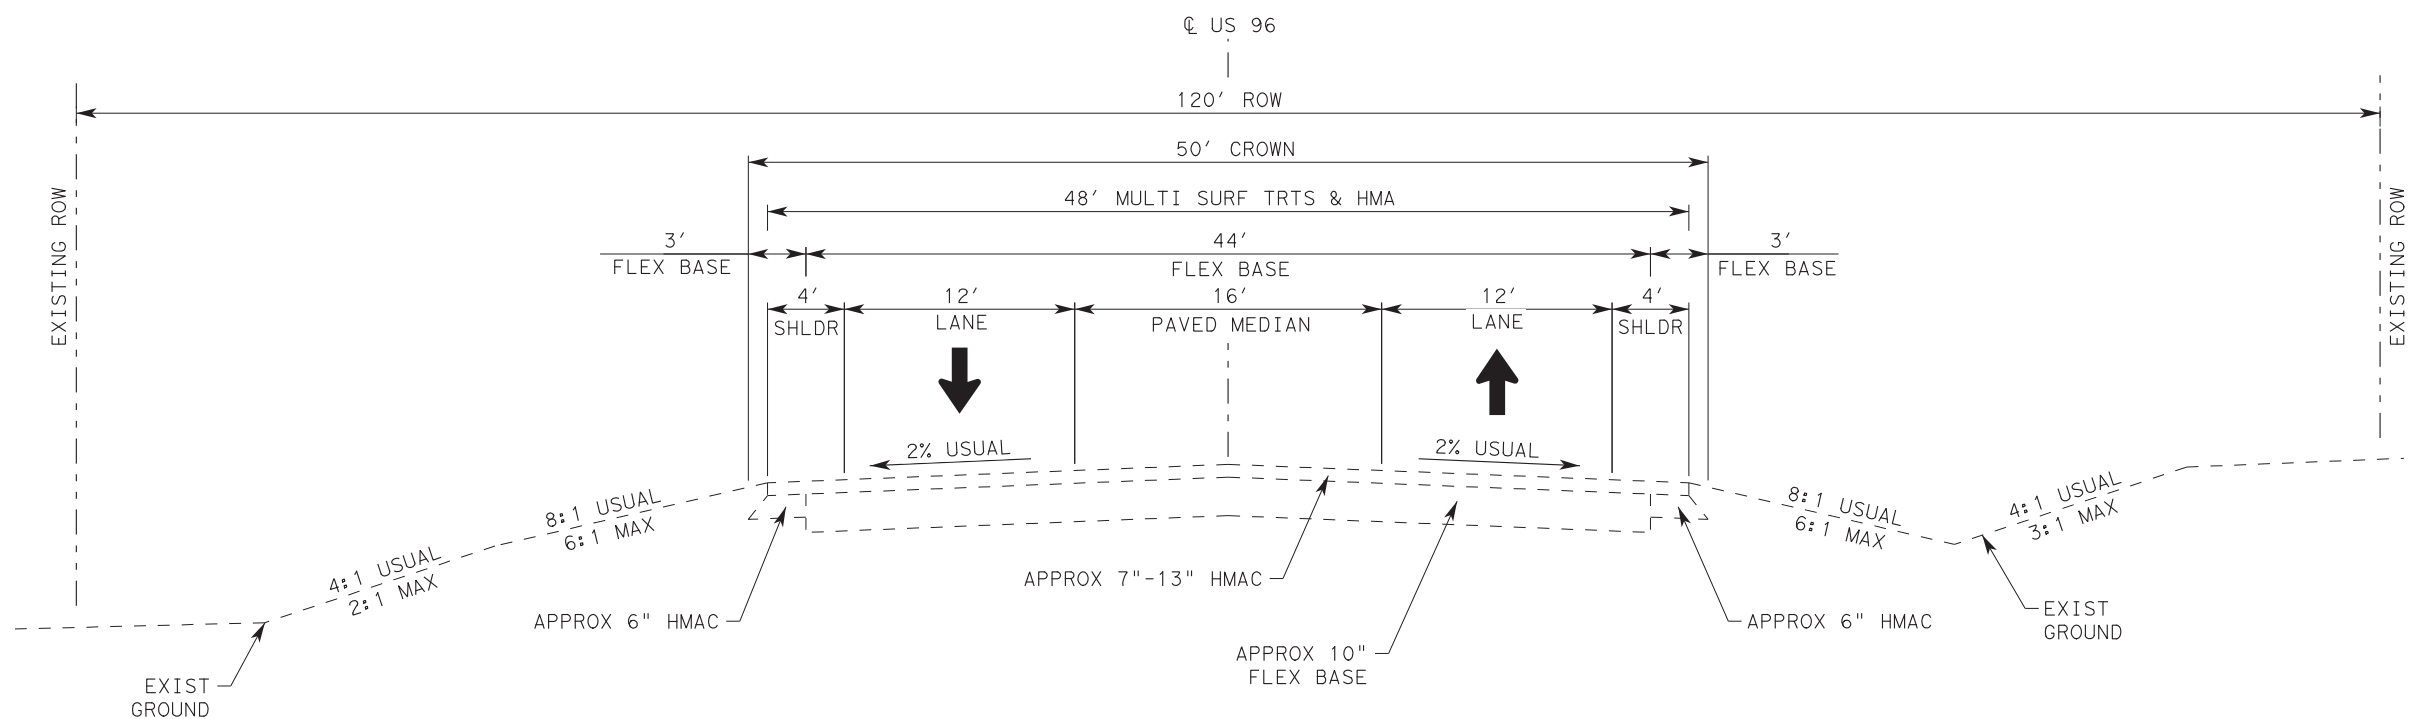 ℄ US 96
120' ROW
50' CROWN
48' MULTI SURF TRTS & HMA
3'
FLEX BASE
44'
FLEX BASE
3'
FLEX BASE
4'
SHLDR
12'
LANE
16'
PAVED MEDIAN
12'
LANE
4'
SHLDR
EXISTING ROW
EXISTING ROW
2% USUAL
2% USUAL
8:1 USUAL
6:1 MAX
4:1 USUAL
2:1 MAX
8:1 USUAL
6:1 MAX
4:1 USUAL
3:1 MAX
APPROX 7"-13" HMAC
APPROX 6" HMAC
APPROX 6" HMAC
APPROX 10"
FLEX BASE
EXIST
GROUND
EXIST
GROUND